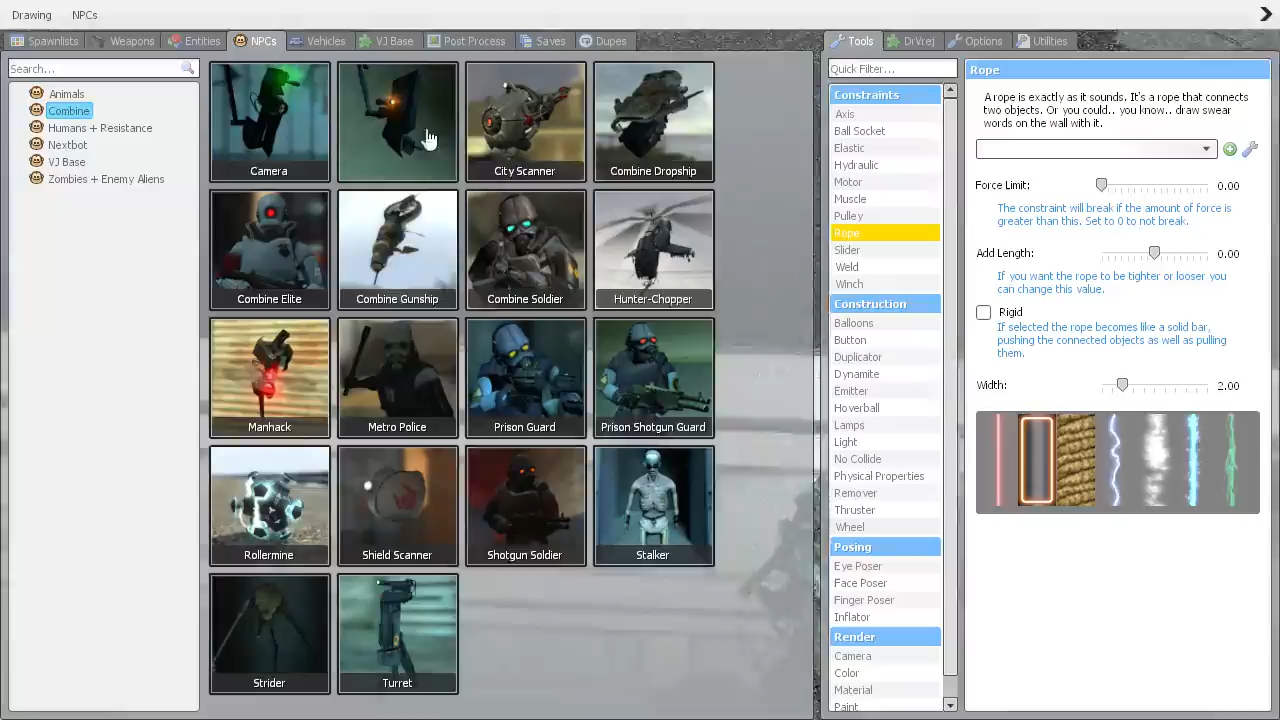 Drawing NPCs
Spawnlists Weapons Entities NPCs Vehicles VJ Base Post Process Saves Dupes
Search...
Animals
Combine
Humans + Resistance
Nextbot
VJ Base
Zombies + Enemy Aliens
Camera
City Scanner
Combine Dropship
Combine Elite
Combine Gunship
Combine Soldier
Hunter-Chopper
Manhack
Metro Police
Prison Guard
Prison Shotgun Guard
Rollermine
Shield Scanner
Shotgun Soldier
Stalker
Strider
Turret
Tools DrVrej Options Utilities
Quick Filter...
Constraints
Axis
Ball Socket
Elastic
Hydraulic
Motor
Muscle
Pulley
Rope
Slider
Weld
Winch
Construction
Balloons
Button
Duplicator
Dynamite
Emitter
Hoverball
Lamps
Light
No Collide
Physical Properties
Remover
Thruster
Wheel
Posing
Eye Poser
Face Poser
Finger Poser
Inflator
Render
Camera
Color
Material
Paint
Rope
A rope is exactly as it sounds. It's a rope that connects
two objects. Or you could.. you know.. draw swear
words on the wall with it.
Force Limit: 0.00
The constraint will break if the amount of force is
greater than this. Set to 0 to not break.
Add Length: 0.00
If you want the rope to be tighter or looser you
can change this value.
Rigid
If selected the rope becomes like a solid bar,
pushing the connected objects as well as pulling
them.
Width: 2.00